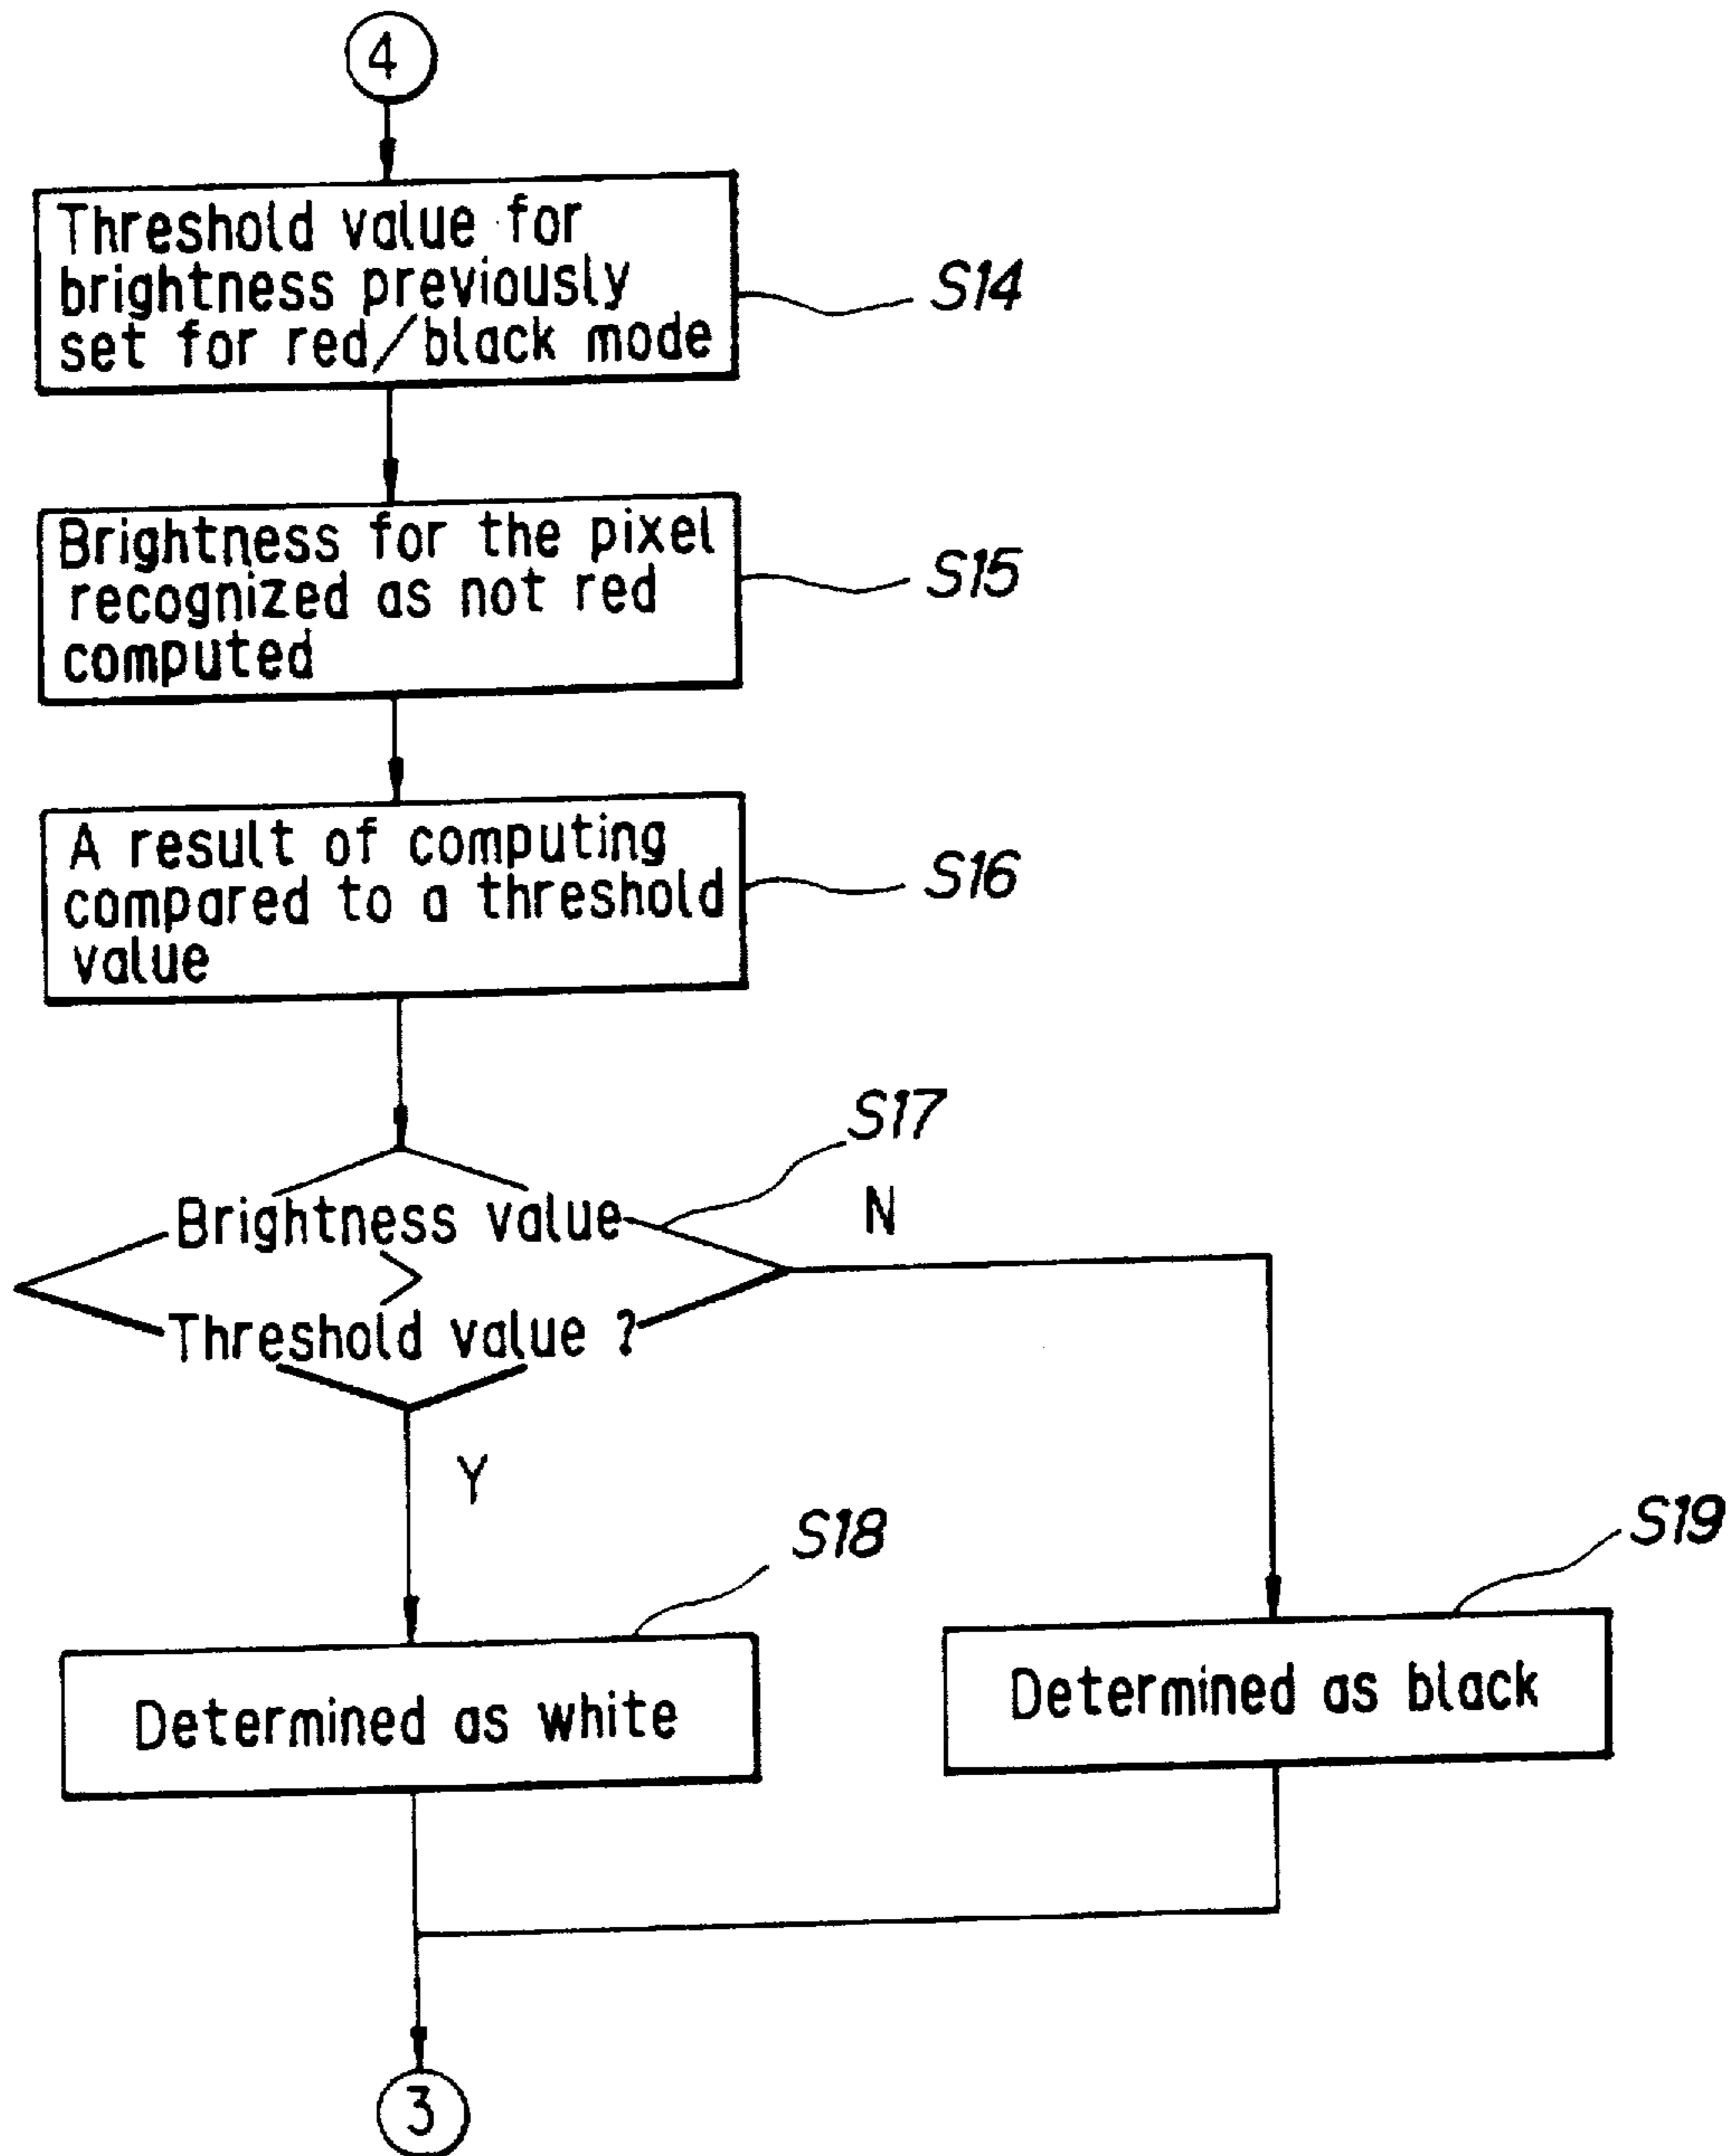 4
Threshold value for
brightness previously
set for red/black mode
S14
Brightness for the pixel
recognized as not red
computed
S15
A result of computing
compared to a threshold
value
S16
S17
Brightness value
>
Threshold value ?
N
Y
S18
Determined as white
S19
Determined as black
3